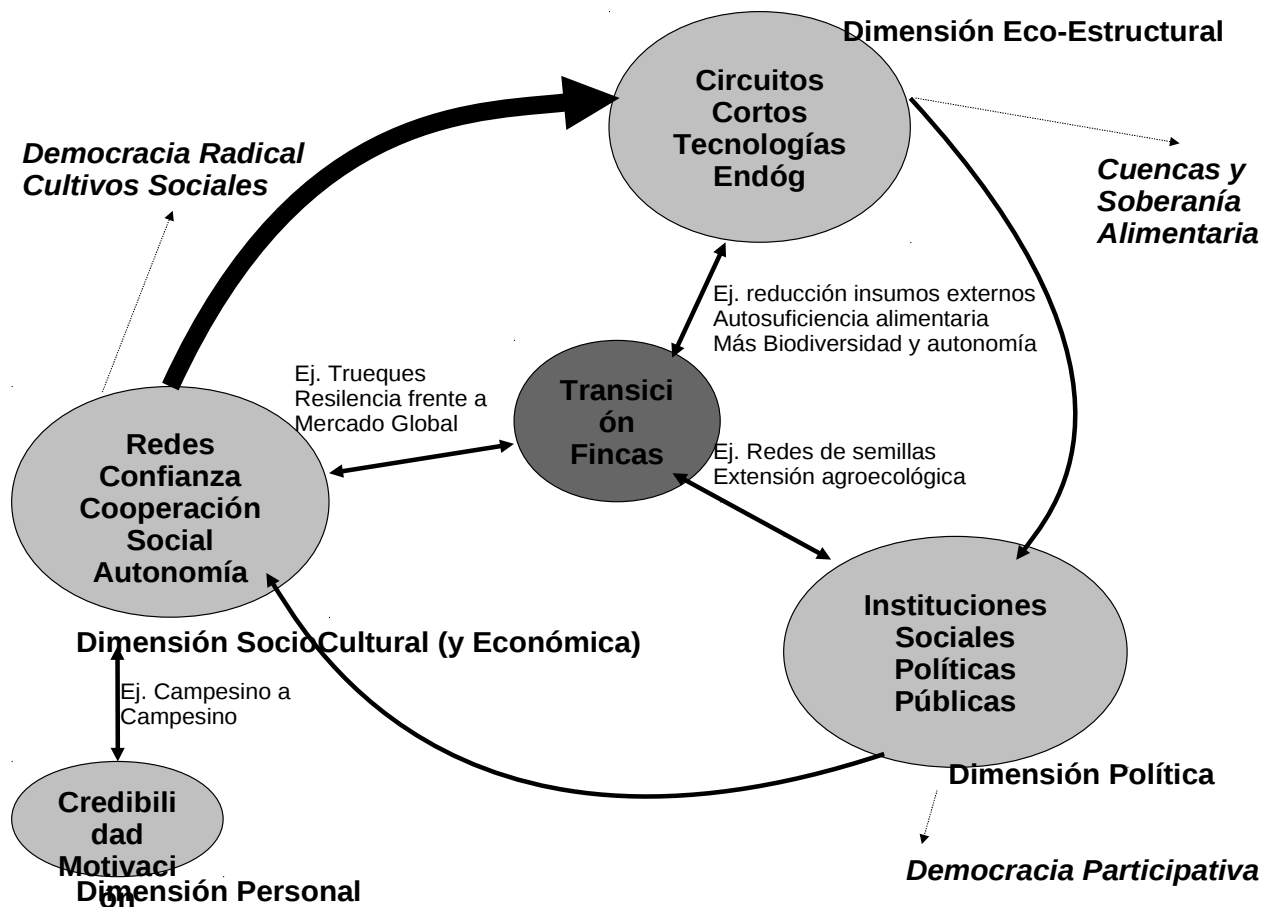 Dimensión Eco-Estructural
Circuitos
Cortos
Tecnologías
Endóg
Democracia Radical
Cultivos Sociales
Cuencas y
Soberanía
Alimentaria
Ej. reducción insumos externos
Autosuficiencia alimentaria
Más Biodiversidad y autonomía
Ej. Trueques
Resilencia frente a
Mercado Global
Transici
ón
Fincas
Redes
Confianza
Cooperación
Social
Autonomía
Ej. Redes de semillas
Extensión agroecológica
Instituciones
Sociales
Políticas
Públicas
Dimensión SocioCultural (y Económica)
Ej. Campesino a
Campesino
Dimensión Política
Credibili
dad
Motivaci
ón
Democracia Participativa
Dimensión Personal